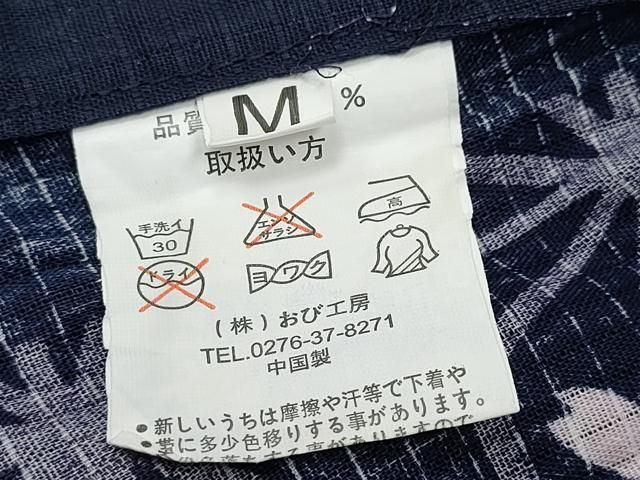 M
品質
%
取扱い方
手洗イ
30
エンソ
サラシ
高
ドライ
ヨワク
(株)おび工房
TEL.0276-37-8271
中国製
●新しいうちは摩擦や汗等で下着や
●帯に多少色移りする事があります。